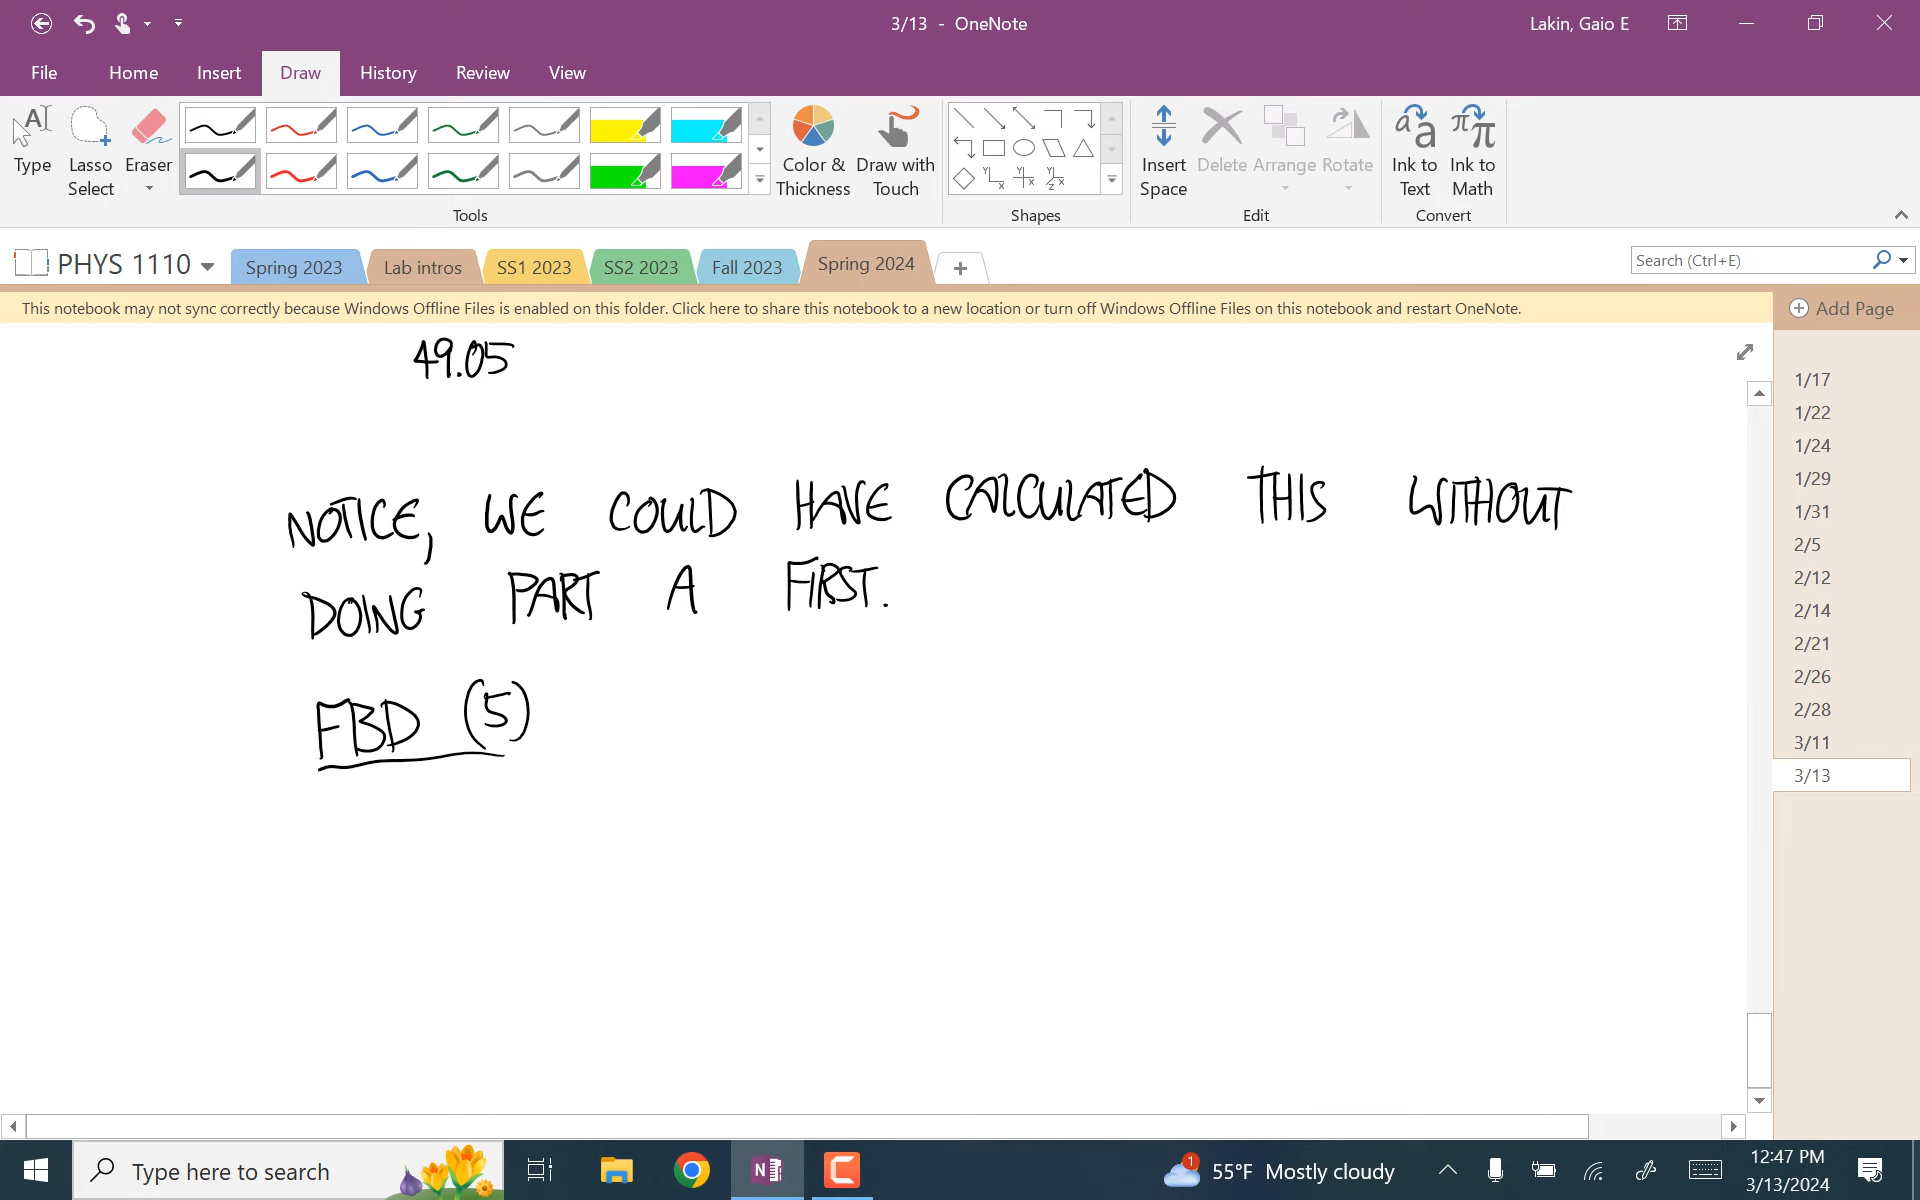 3/13 - OneNote
Lakin, Gaio E
File Home Insert Draw History Review View
Type
Lasso Select
Eraser
Color & Thickness
Draw with Touch
Insert Space
Delete
Arrange
Rotate
Ink to Text
Ink to Math
Tools
Shapes
Edit
Convert
PHYS 1110
Spring 2023
Lab intros
SS1 2023
SS2 2023
Fall 2023
Spring 2024
Search (Ctrl+E)
This notebook may not sync correctly because Windows Offline Files is enabled on this folder. Click here to share this notebook to a new location or turn off Windows Offline Files on this notebook and restart OneNote.
Add Page
49.05
NOTICE, WE COULD HAVE CALCULATED THIS WITHOUT
DOING PART A FIRST.
FBD (5)
1/17
1/22
1/24
1/29
1/31
2/5
2/12
2/14
2/21
2/26
2/28
3/11
3/13
Type here to search
1
55°F Mostly cloudy
12:47 PM
3/13/2024